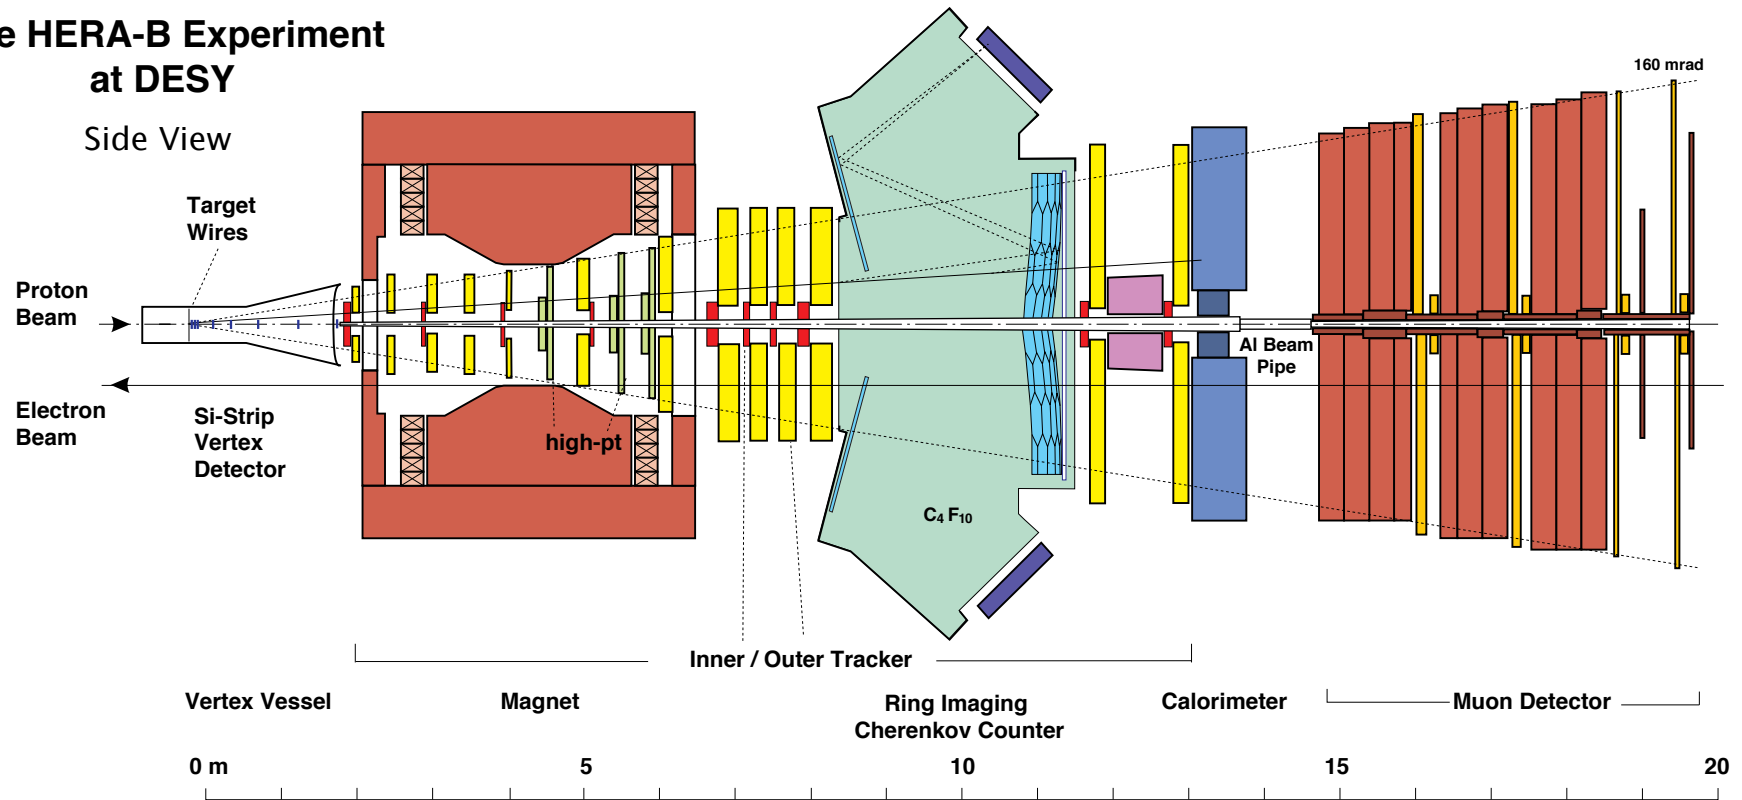 e HERA-B Experiment
at DESY
Side View
160 mrad
Target
Wires
Proton
Beam
Al Beam
Pipe
Electron
Beam
Si-Strip
Vertex
Detector
high-pt
C4 F10
Inner / Outer Tracker
Vertex Vessel
Magnet
Ring Imaging
Cherenkov Counter
Calorimeter
Muon Detector
0 m
5
10
15
20